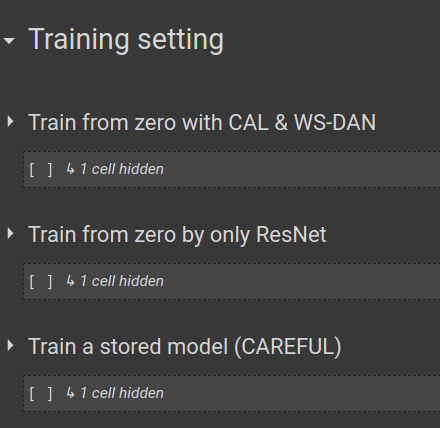 Training setting
Train from zero with CAL & WS-DAN
[ ] ↳ 1 cell hidden
Train from zero by only ResNet
[ ] ↳ 1 cell hidden
Train a stored model (CAREFUL)
[ ] ↳ 1 cell hidden